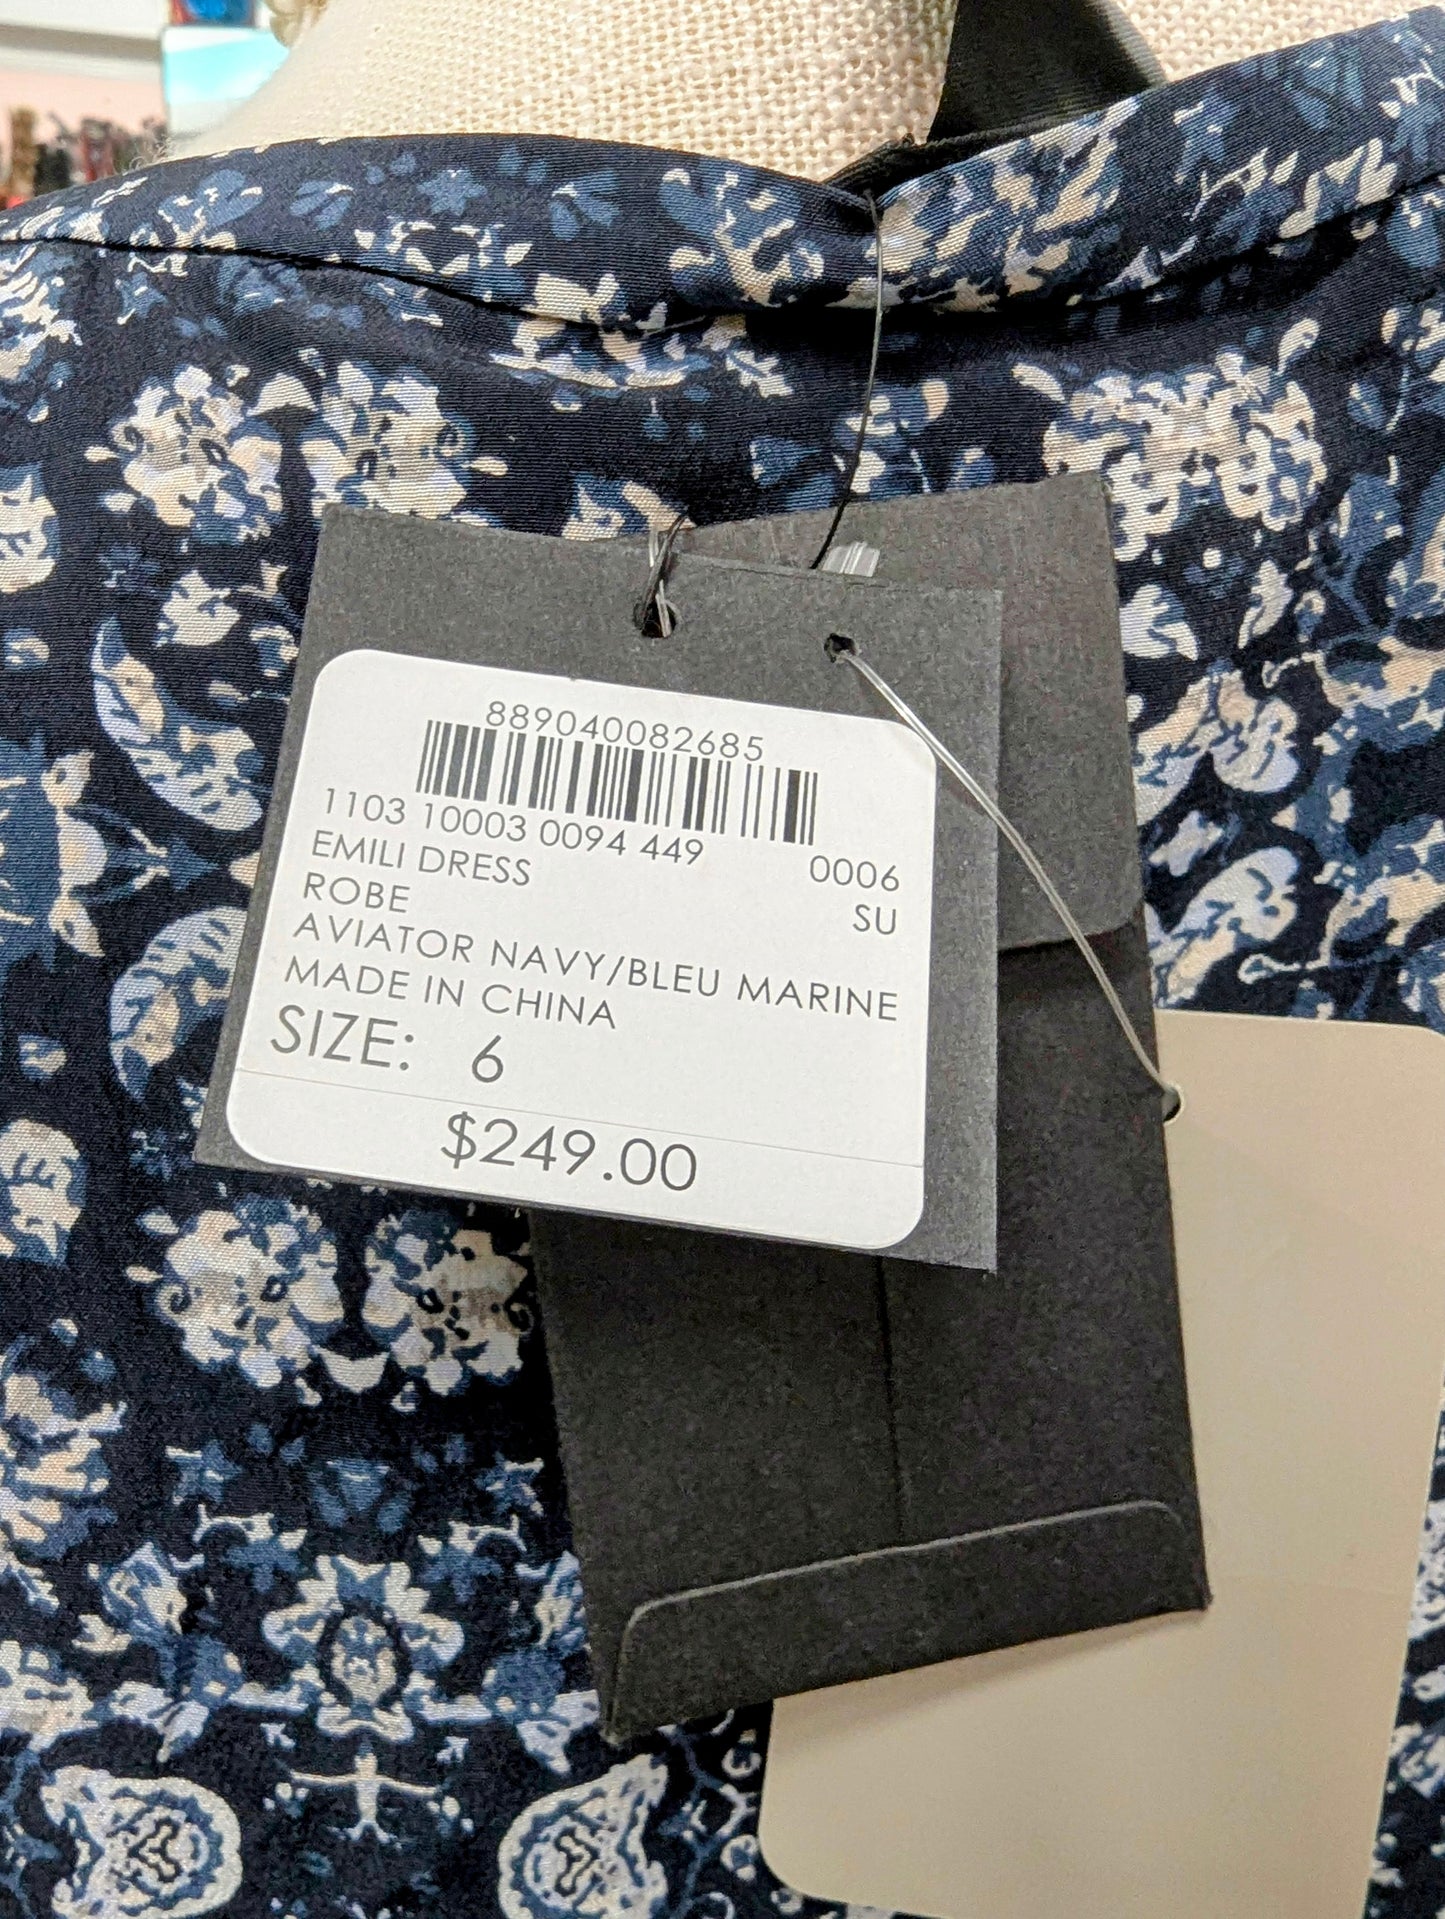 889040082685
1103 10003 0094 449 0006
EMILI DRESS SU
ROBE
AVIATOR NAVY/BLEU MARINE
MADE IN CHINA
SIZE: 6
$249.00